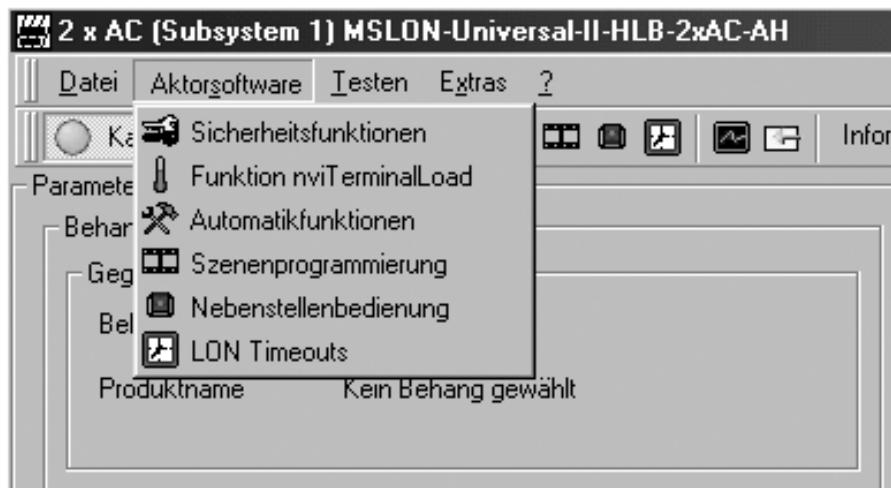 2 x AC (Subsystem 1) MSLON-Universal-II-HLB-2xAC-AH
Datei Aktorsoftware Testen Extras ?
Sicherheitsfunktionen
Funktion nviTerminalLoad
Automatikfunktionen
Szenenprogrammierung
Nebenstellenbedienung
LON Timeouts
Produktname Kein Behang gewählt